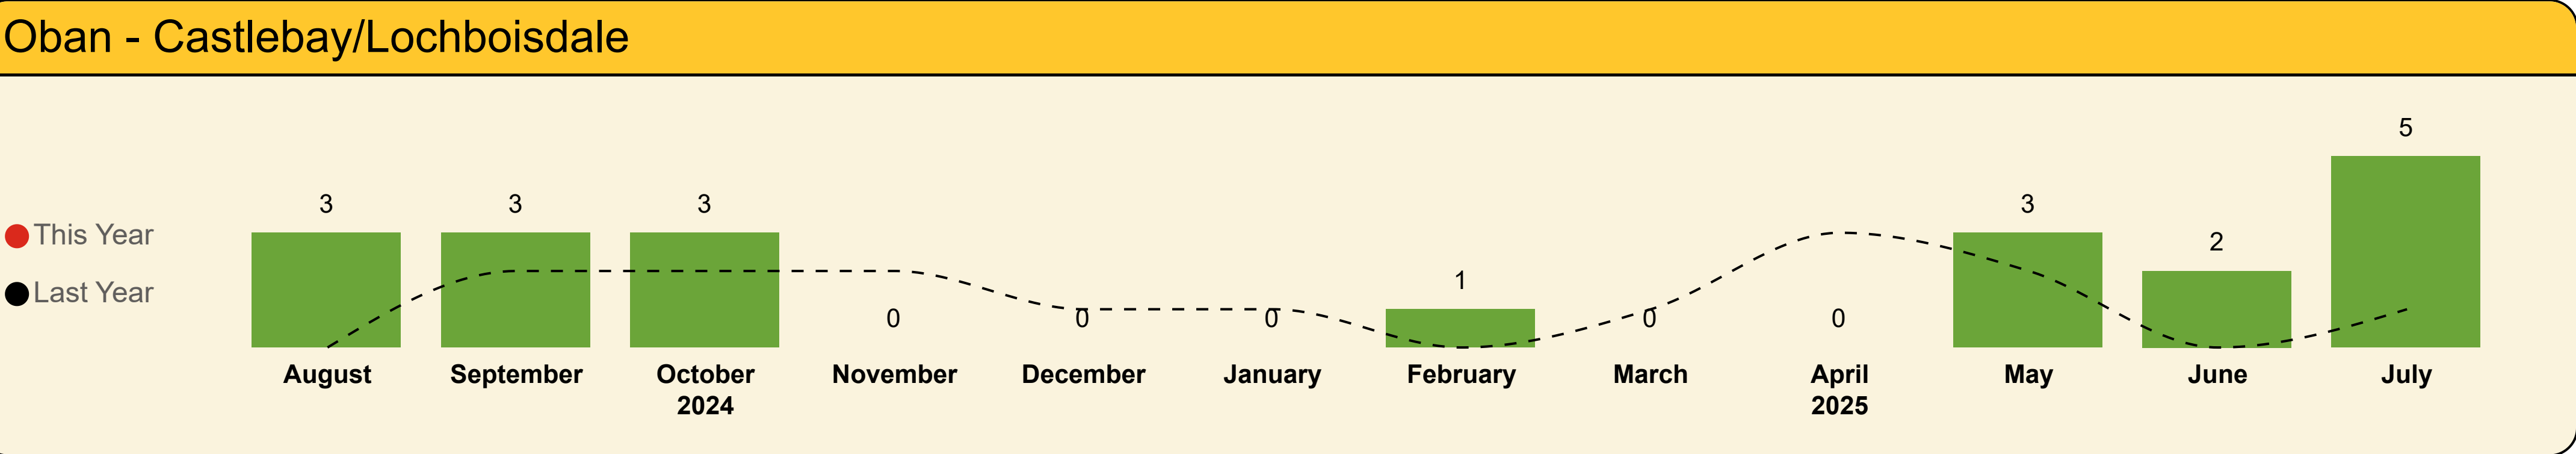 Oban - Castlebay/Lochboisdale
5
3 3 3 3
This Year
2
Last Year
1
0 0 0 0 0
August September October November December January February March April May June July
2024 2025